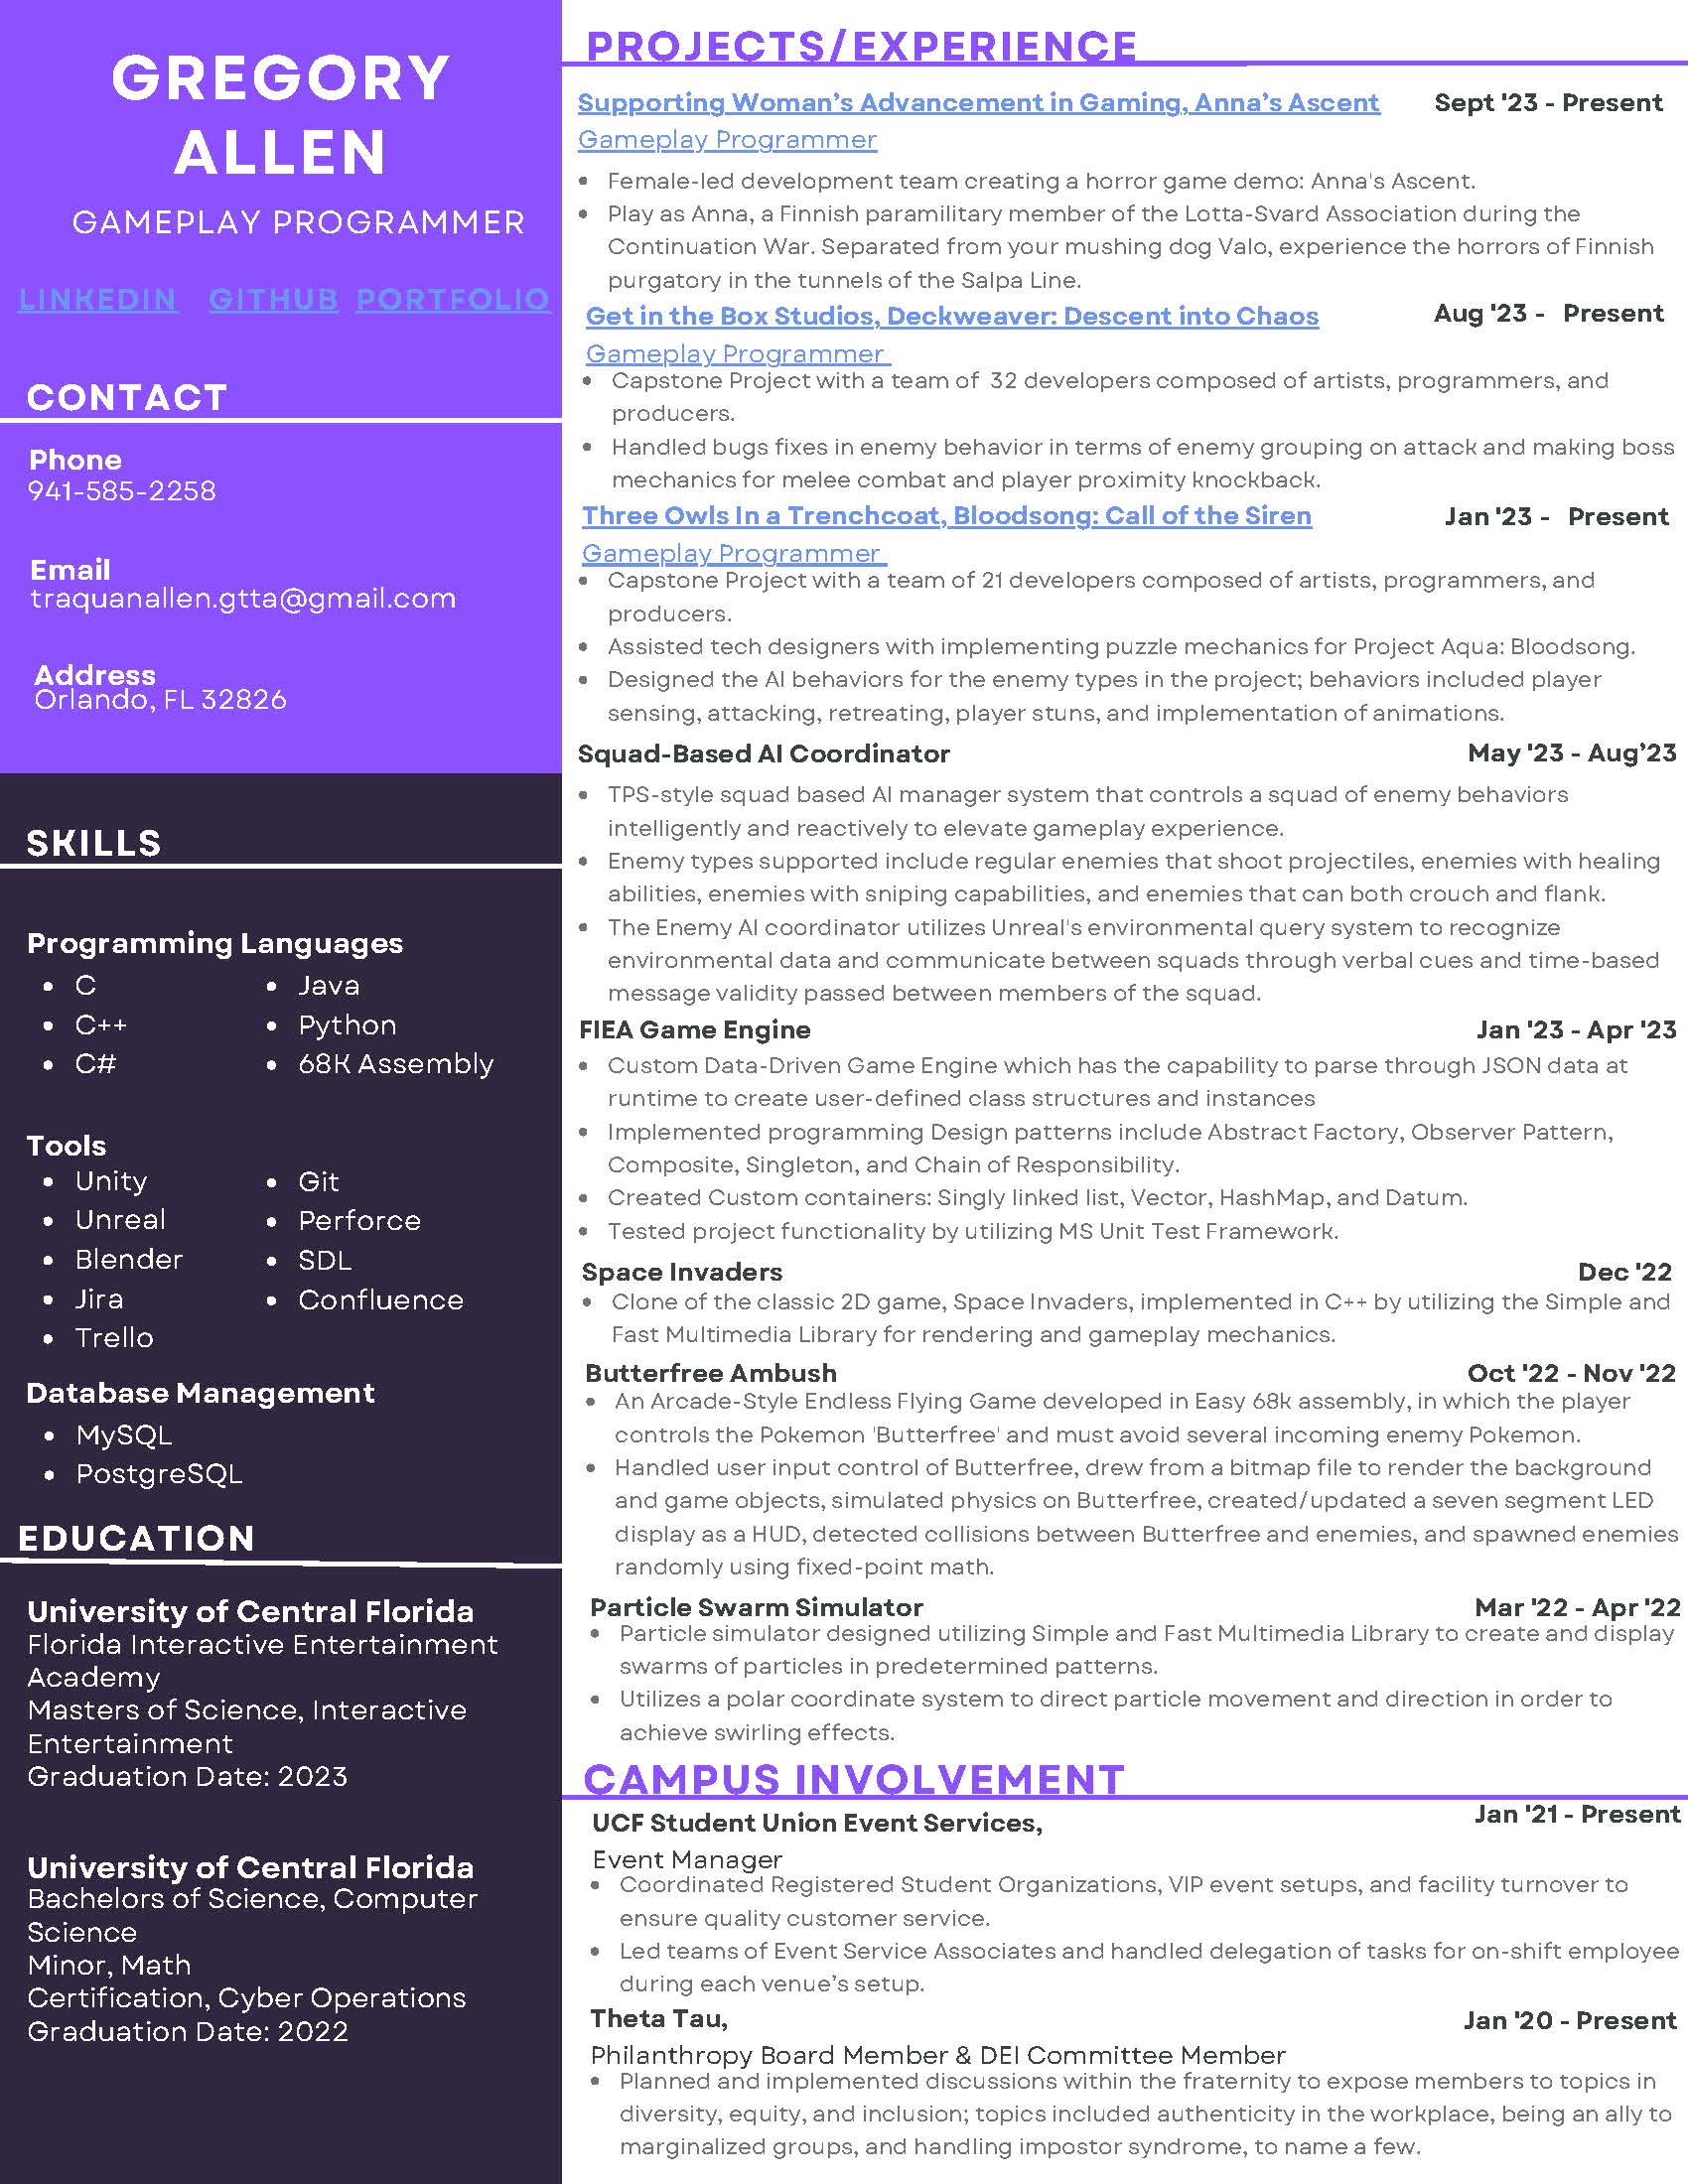 GREGORY
ALLEN
GAMEPLAY PROGRAMMER
LINKEDIN GITHUB PORTFOLIO
CONTACT
Phone
941-585-2258
Email
traquanallen.gtta@gmail.com
Address
Orlando, FL 32826
SKILLS
Programming Languages
• C
• C++
• C#
• Java
• Python
• 68K Assembly
Tools
• Unity
• Unreal
• Blender
• Jira
• Trello
• Git
• Perforce
• SDL
• Confluence
Database Management
• MySQL
• PostgreSQL
EDUCATION
University of Central Florida
Florida Interactive Entertainment
Academy
Masters of Science, Interactive
Entertainment
Graduation Date: 2023
University of Central Florida
Bachelors of Science, Computer
Science
Minor, Math
Certification, Cyber Operations
Graduation Date: 2022
PROJECTS/EXPERIENCE
Supporting Woman's Advancement in Gaming, Anna's Ascent Sept '23 - Present
Gameplay Programmer
• Female-led development team creating a horror game demo: Anna's Ascent.
• Play as Anna, a Finnish paramilitary member of the Lotta-Svard Association during the
Continuation War. Separated from your mushing dog Valo, experience the horrors of Finnish
purgatory in the tunnels of the Salpa Line.
Get in the Box Studios, Deckweaver: Descent into Chaos Aug '23 - Present
Gameplay Programmer
• Capstone Project with a team of 32 developers composed of artists, programmers, and
producers.
• Handled bugs fixes in enemy behavior in terms of enemy grouping on attack and making boss
mechanics for melee combat and player proximity knockback.
Three Owls In a Trenchcoat, Bloodsong: Call of the Siren Jan '23 - Present
Gameplay Programmer
• Capstone Project with a team of 21 developers composed of artists, programmers, and
producers.
• Assisted tech designers with implementing puzzle mechanics for Project Aqua: Bloodsong.
• Designed the AI behaviors for the enemy types in the project; behaviors included player
sensing, attacking, retreating, player stuns, and implementation of animations.
Squad-Based AI Coordinator May '23 - Aug’23
• TPS-style squad based AI manager system that controls a squad of enemy behaviors
intelligently and reactively to elevate gameplay experience.
• Enemy types supported include regular enemies that shoot projectiles, enemies with healing
abilities, enemies with sniping capabilities, and enemies that can both crouch and flank.
• The Enemy AI coordinator utilizes Unreal's environmental query system to recognize
environmental data and communicate between squads through verbal cues and time-based
message validity passed between members of the squad.
FIEA Game Engine Jan '23 - Apr '23
• Custom Data-Driven Game Engine which has the capability to parse through JSON data at
runtime to create user-defined class structures and instances
• Implemented programming Design patterns include Abstract Factory, Observer Pattern,
Composite, Singleton, and Chain of Responsibility.
• Created Custom containers: Singly linked list, Vector, HashMap, and Datum.
• Tested project functionality by utilizing MS Unit Test Framework.
Space Invaders Dec '22
• Clone of the classic 2D game, Space Invaders, implemented in C++ by utilizing the Simple and
Fast Multimedia Library for rendering and gameplay mechanics.
Butterfree Ambush Oct '22 - Nov '22
• An Arcade-Style Endless Flying Game developed in Easy 68k assembly, in which the player
controls the Pokemon 'Butterfree' and must avoid several incoming enemy Pokemon.
• Handled user input control of Butterfree, drew from a bitmap file to render the background
and game objects, simulated physics on Butterfree, created/updated a seven segment LED
display as a HUD, detected collisions between Butterfree and enemies, and spawned enemies
randomly using fixed-point math.
Particle Swarm Simulator Mar '22 - Apr '22
• Particle simulator designed utilizing Simple and Fast Multimedia Library to create and display
swarms of particles in predetermined patterns.
• Utilizes a polar coordinate system to direct particle movement and direction in order to
achieve swirling effects.
CAMPUS INVOLVEMENT
UCF Student Union Event Services, Jan '21 - Present
Event Manager
• Coordinated Registered Student Organizations, VIP event setups, and facility turnover to
ensure quality customer service.
• Led teams of Event Service Associates and handled delegation of tasks for on-shift employee
during each venue’s setup.
Theta Tau, Jan '20 - Present
Philanthropy Board Member & DEI Committee Member
• Planned and implemented discussions within the fraternity to expose members to topics in
diversity, equity, and inclusion; topics included authenticity in the workplace, being an ally to
marginalized groups, and handling impostor syndrome, to name a few.